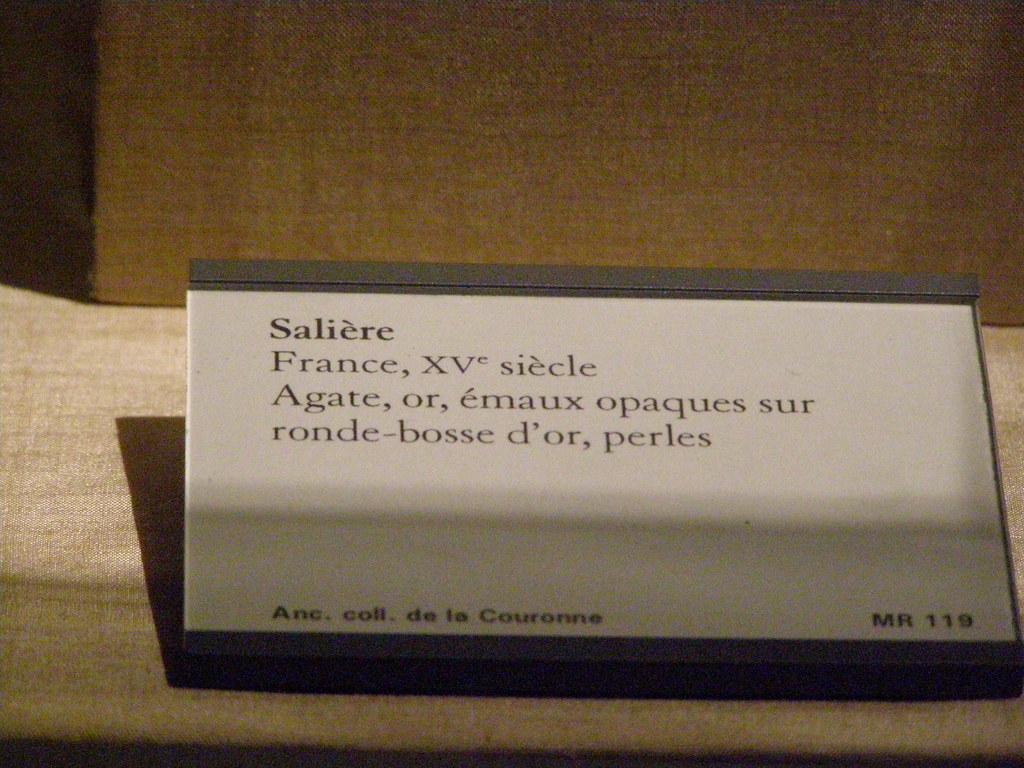 Salière
France, XVᵉ siècle
Agate, or, émaux opaques sur
ronde-bosse d'or, perles
Anc. coll. de la Couronne MR 119